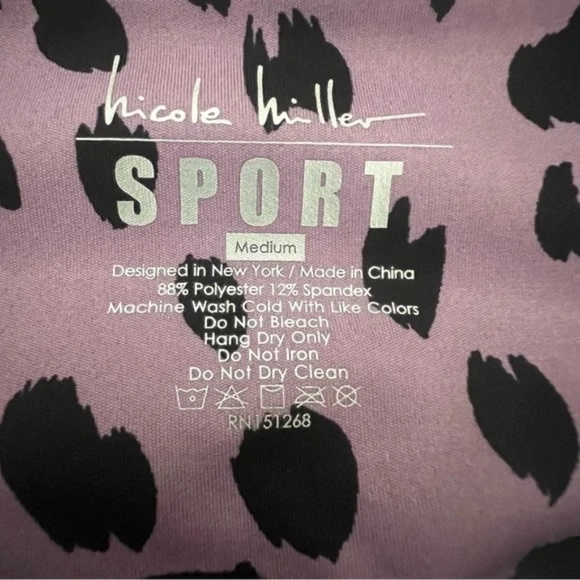 Nicole Miller
SPORT
Medium
Designed in New York / Made in China
88% Polyester 12% Spandex
Machine Wash Cold With Like Colors
Do Not Bleach
Hang Dry Only
Do Not Iron
Do Not Dry Clean
RN151268